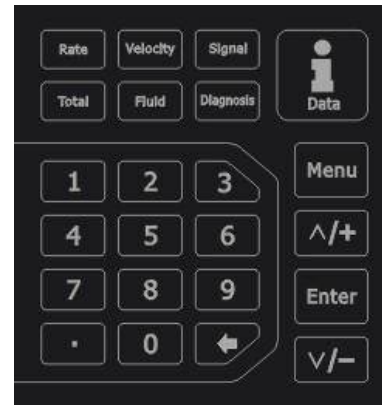 Rate Velocity Signal
Total Fluid Diagnosis
Data
1 2 3
4 5 6
7 8 9
. 0
Menu
∧/+
Enter
∨/−